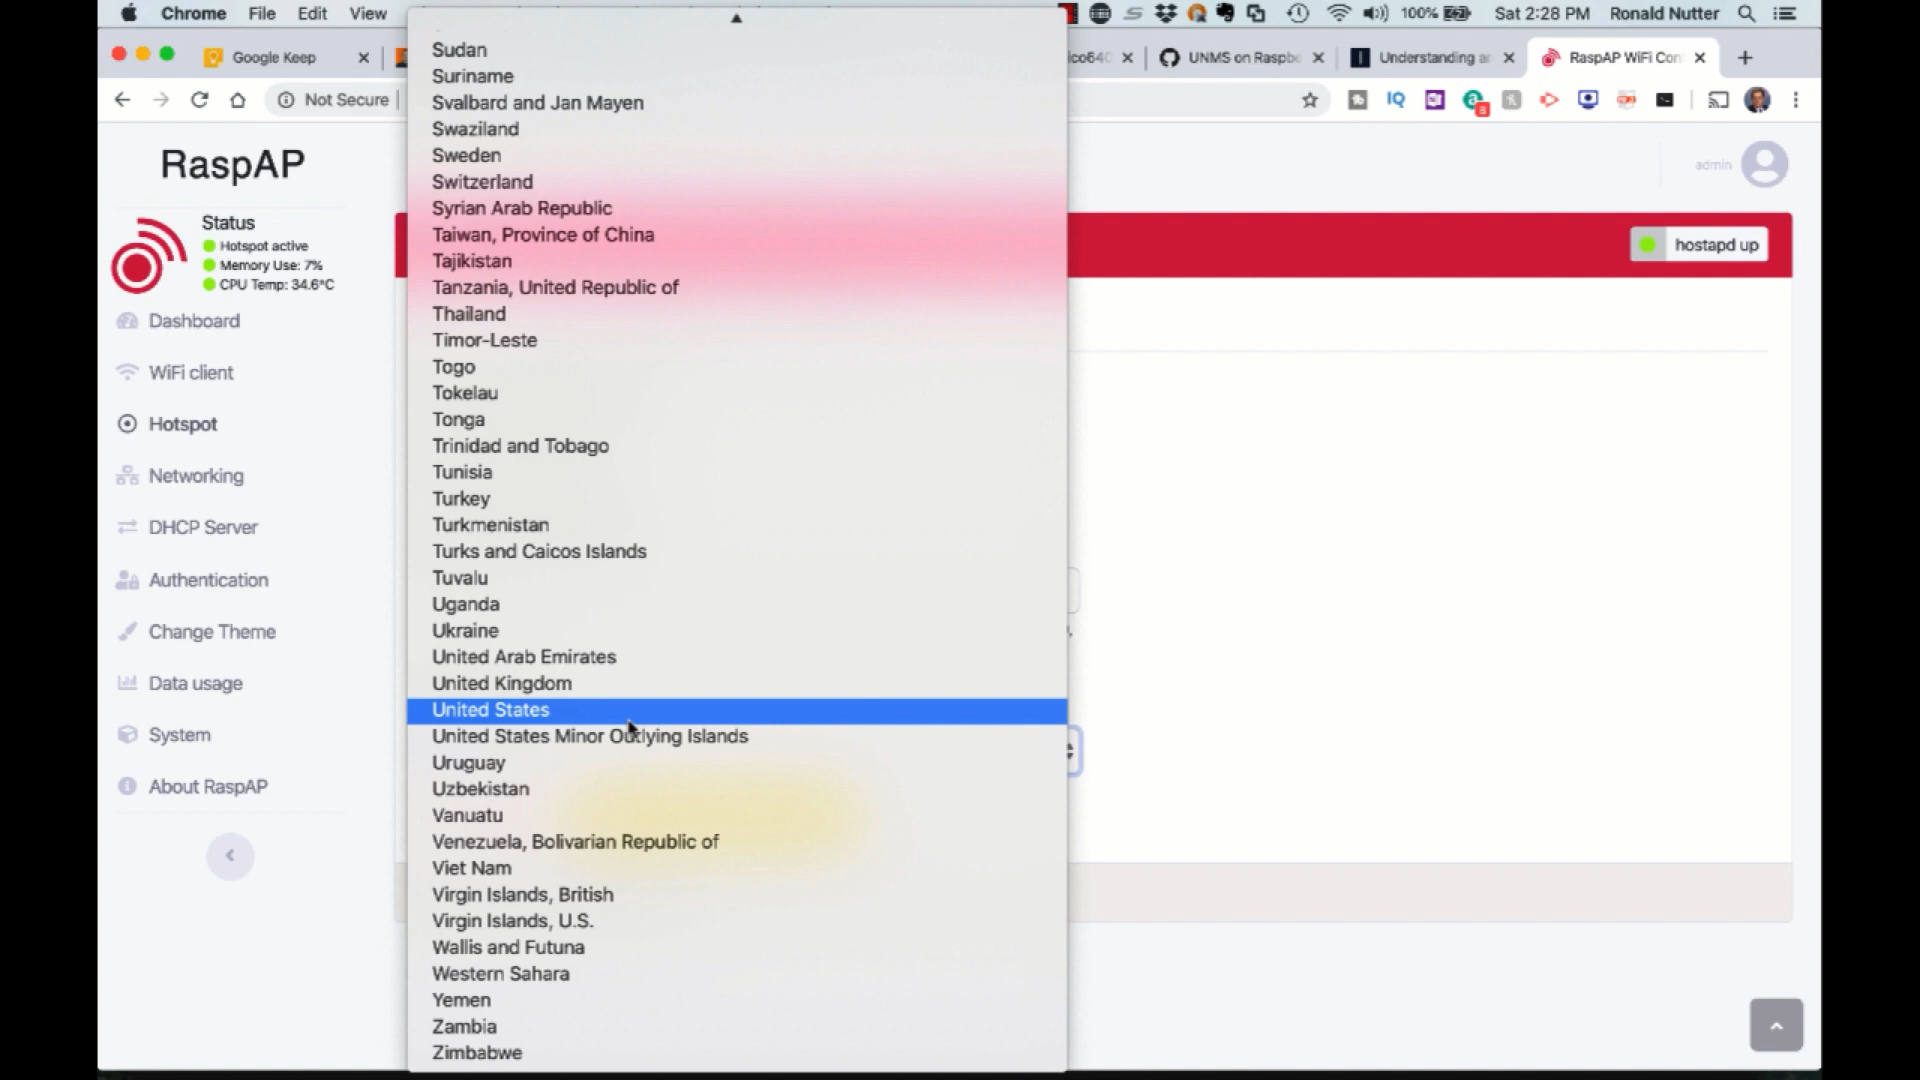 Chrome File Edit View 100% Sat 2:28 PM Ronald Nutter
Google Keep UNMS on Raspb Understanding a RaspAP WiFi Con
Not Secure IQ
RaspAP
admin
Status
Hotspot active
Memory Use: 7%
CPU Temp: 34.6°C
hostapd up
Dashboard
WiFi client
Hotspot
Networking
DHCP Server
Authentication
Change Theme
Data usage
System
About RaspAP
Sudan
Suriname
Svalbard and Jan Mayen
Swaziland
Sweden
Switzerland
Syrian Arab Republic
Taiwan, Province of China
Tajikistan
Tanzania, United Republic of
Thailand
Timor-Leste
Togo
Tokelau
Tonga
Trinidad and Tobago
Tunisia
Turkey
Turkmenistan
Turks and Caicos Islands
Tuvalu
Uganda
Ukraine
United Arab Emirates
United Kingdom
United States
United States Minor Outlying Islands
Uruguay
Uzbekistan
Vanuatu
Venezuela, Bolivarian Republic of
Viet Nam
Virgin Islands, British
Virgin Islands, U.S.
Wallis and Futuna
Western Sahara
Yemen
Zambia
Zimbabwe